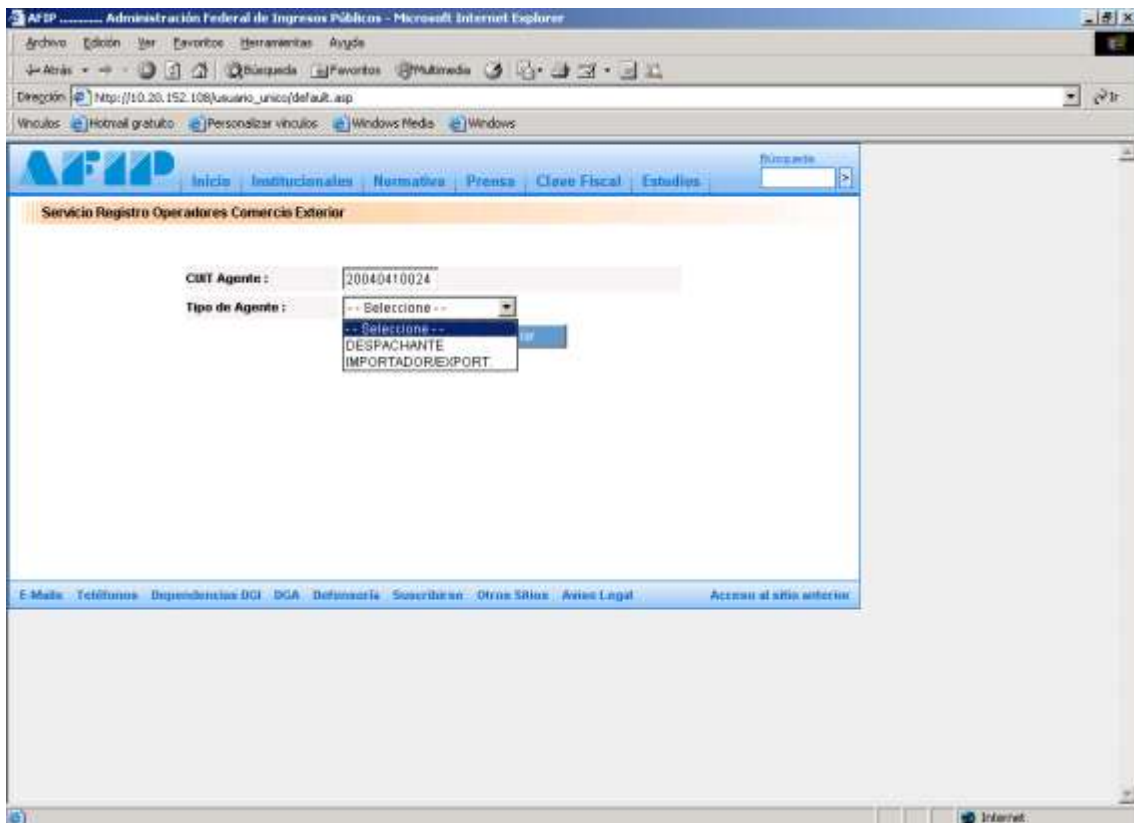 AFIP .......... Administración Federal de Ingresos Públicos - Microsoft Internet Explorer
Archivo Edición Ver Favoritos Herramientas Ayuda
Atrás Búsqueda Favoritos Multimedia
Dirección http://10.20.152.108/usuario_unico/default.asp Ir
Vínculos Hotmail gratuito Personalizar vínculos Windows Media Windows
AFIP Búsqueda
Inicio Institucionales Normativa Prensa Clave Fiscal Estudios >
Servicio Registro Operadores Comercio Exterior
CUIT Agente : 20040410024
Tipo de Agente : -- Seleccione --
-- Seleccione --
DESPACHANTE
IMPORTADOR/EXPORT.
E-Mails Teléfonos Dependencias DGI DGA Defensoría Suscribirse Otros Sitios Aviso Legal Acceso al sitio anterior
Internet